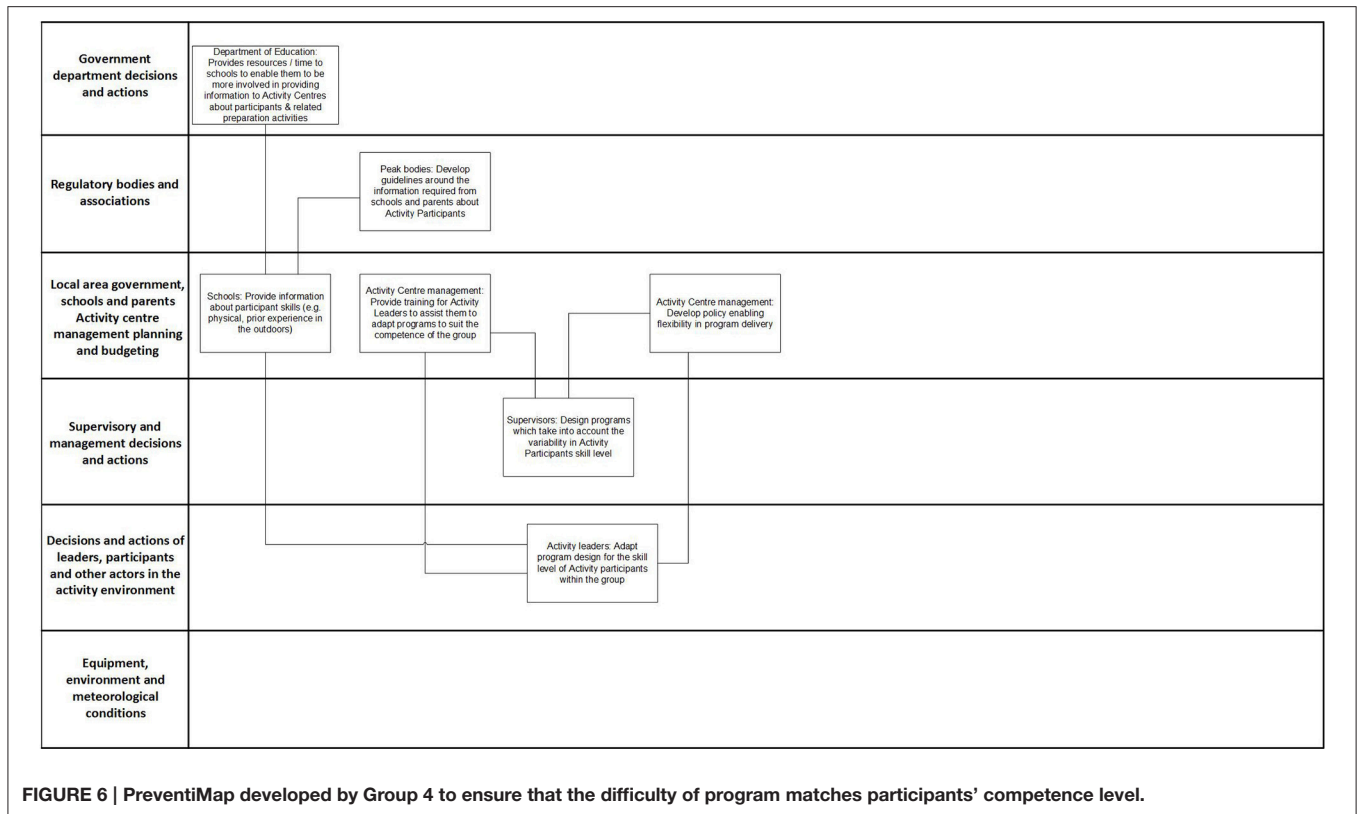 Government
department decisions
and actions
Department of Education:
Provides resources / time to
schools to enable them to be
more involved in providing
information to Activity Centres
about participants & related
preparation activities
Regulatory bodies and
associations
Peak bodies: Develop
guidelines around the
information required from
schools and parents about
Activity Participants
Local area government,
schools and parents
Activity centre
management planning
and budgeting
Schools: Provide information
about participant skills (e.g.
physical, prior experience in
the outdoors)
Activity Centre management:
Provide training for Activity
Leaders to assist them to
adapt programs to suit the
competence of the group
Activity Centre management:
Develop policy enabling
flexibility in program delivery
Supervisory and
management decisions
and actions
Supervisors: Design programs
which take into account the
variability in Activity
Participants skill level
Decisions and actions of
leaders, participants
and other actors in the
activity environment
Activity leaders: Adapt
program design for the skill
level of Activity participants
within the group
Equipment,
environment and
meteorological
conditions
FIGURE 6 | PreventiMap developed by Group 4 to ensure that the difficulty of program matches participants’ competence level.